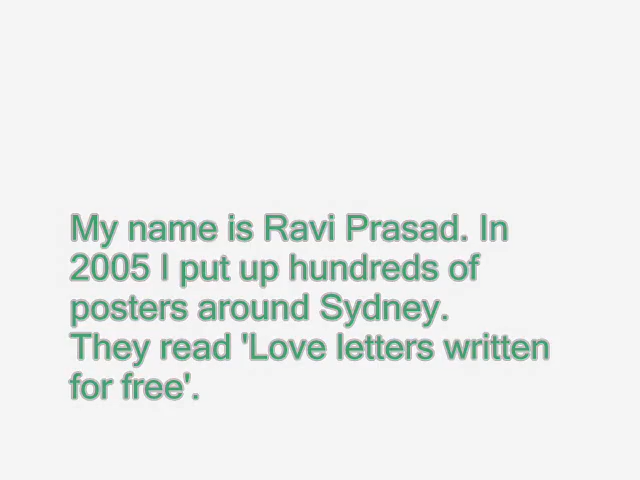 My name is Ravi Prasad. In
2005 I put up hundreds of
posters around Sydney.
They read 'Love letters written
for free'.